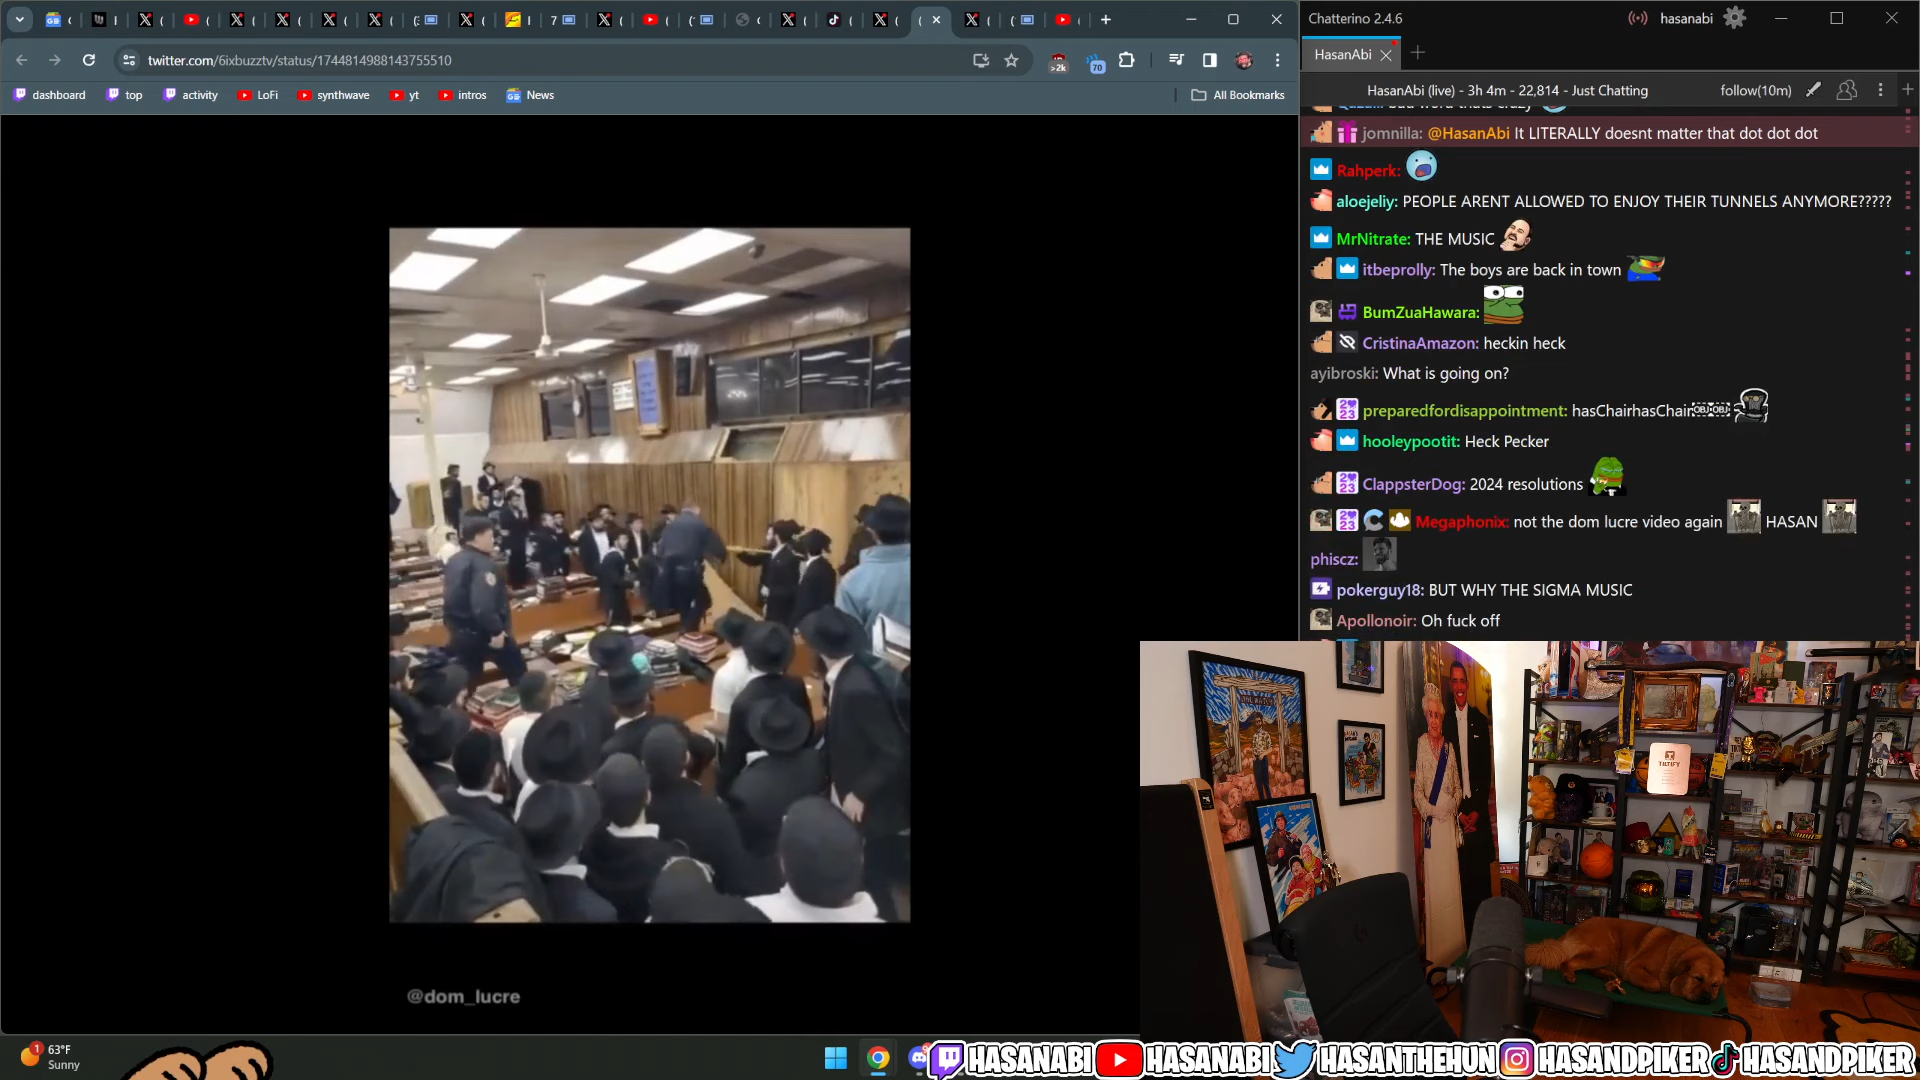 twitter.com/6ixbuzztv/status/1744814988143755510
dashboard
top
activity
LoFi
synthwave
yt
intros
News
All Bookmarks
>2k
70
@dom_lucre
Chatterino 2.4.6
hasanabi
HasanAbi
HasanAbi (live) - 3h 4m - 22,814 - Just Chatting
follow(10m)
jomnilla: @HasanAbi It LITERALLY doesnt matter that dot dot dot
Rahperk:
aloejeliy: PEOPLE ARENT ALLOWED TO ENJOY THEIR TUNNELS ANYMORE?????
MrNitrate: THE MUSIC
itbeprolly: The boys are back in town
BumZuaHawara:
CristinaAmazon: heckin heck
ayibroski: What is going on?
preparedfordisappointment: hasChairhasChair
hooleypootit: Heck Pecker
ClappsterDog: 2024 resolutions
Megaphonix: not the dom lucre video again HASAN
phiscz:
pokerguy18: BUT WHY THE SIGMA MUSIC
Apollonoir: Oh fuck off
TILTIFY
1
63°F
Sunny
HASANABI HASANABI HASANTHEHUN HASANDPIKER HASANDPIKER